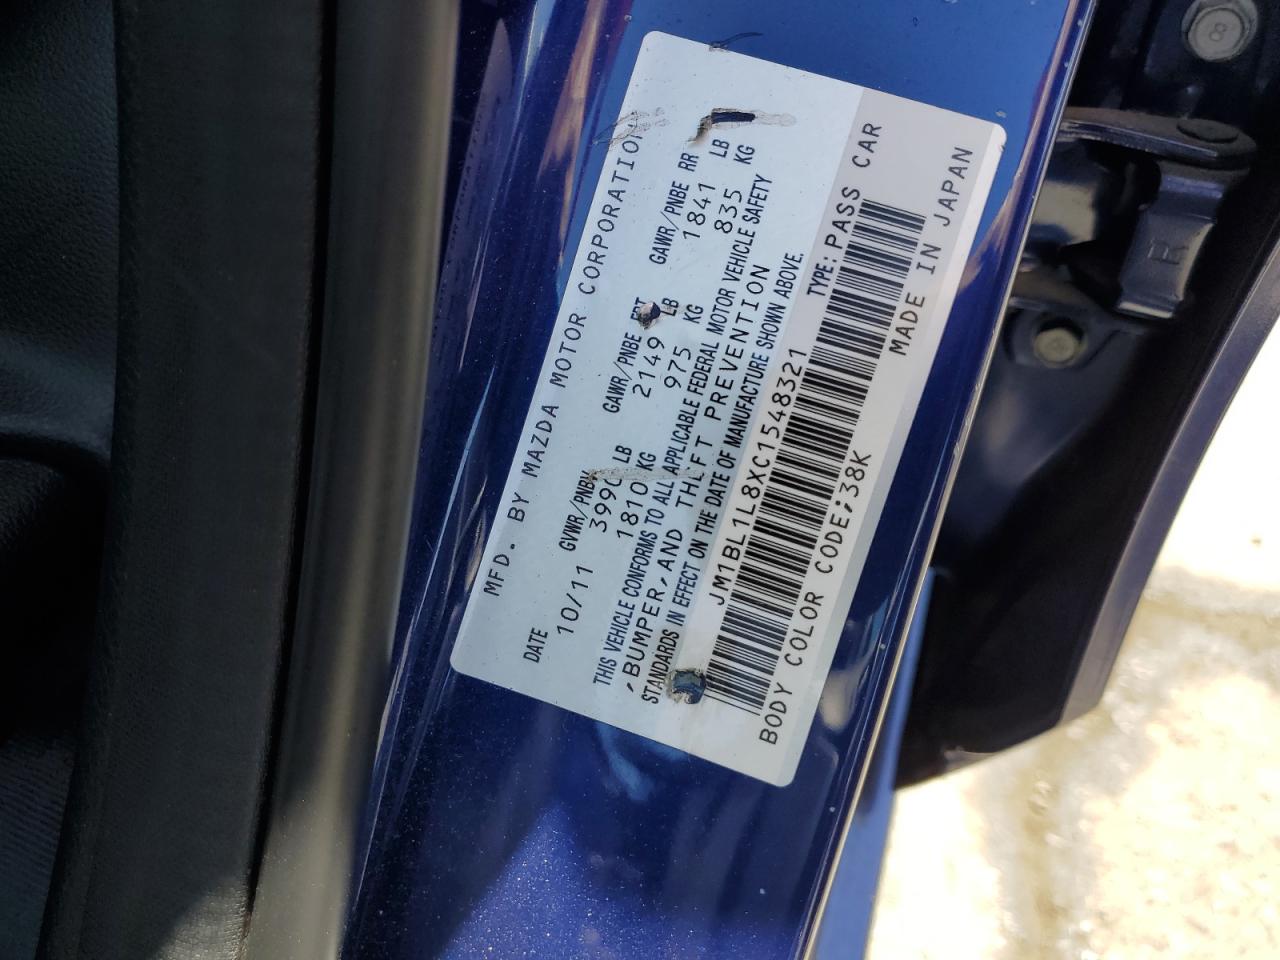 MFD. BY MAZDA MOTOR CORPORATION
DATE GVWR/PNBV GAWR/PNBE FRT GAWR/PNBE RR
10/11 3990 LB 2149 LB 1841 LB
1810 KG 975 KG 835 KG
THIS VEHICLE CONFORMS TO ALL APPLICABLE FEDERAL MOTOR VEHICLE SAFETY
,BUMPER,AND THEFT PREVENTION
STANDARDS IN EFFECT ON THE DATE OF MANUFACTURE SHOWN ABOVE.
JM1BL1L8XC1548321 TYPE:PASS CAR
BODY COLOR CODE;38K MADE IN JAPAN
8